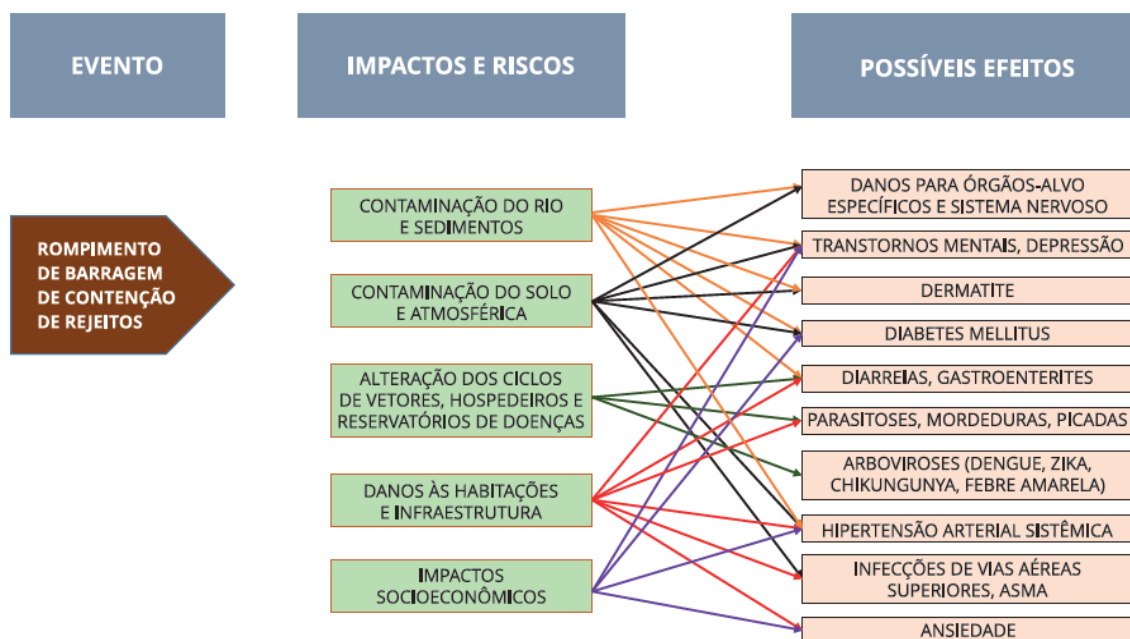 EVENTO
IMPACTOS E RISCOS
POSSÍVEIS EFEITOS
ROMPIMENTO
DE BARRAGEM
DE CONTENÇÃO
DE REJEITOS
CONTAMINAÇÃO DO RIO
E SEDIMENTOS
CONTAMINAÇÃO DO SOLO
E ATMOSFÉRICA
ALTERAÇÃO DOS CICLOS
DE VETORES, HOSPEDEIROS E
RESERVATÓRIOS DE DOENÇAS
DANOS ÀS HABITAÇÕES
E INFRAESTRUTURA
IMPACTOS
SOCIOECONÔMICOS
DANOS PARA ÓRGÃOS-ALVO
ESPECÍFICOS E SISTEMA NERVOSO
TRANSTORNOS MENTAIS, DEPRESSÃO
DERMATITE
DIABETES MELLITUS
DIARREIAS, GASTROENTERITES
PARASITOSES, MORDEDURAS, PICADAS
ARBOVIROSES (DENGUE, ZIKA,
CHIKUNGUNYA, FEBRE AMARELA)
HIPERTENSÃO ARTERIAL SISTÊMICA
INFECÇÕES DE VIAS AÉREAS
SUPERIORES, ASMA
ANSIEDADE